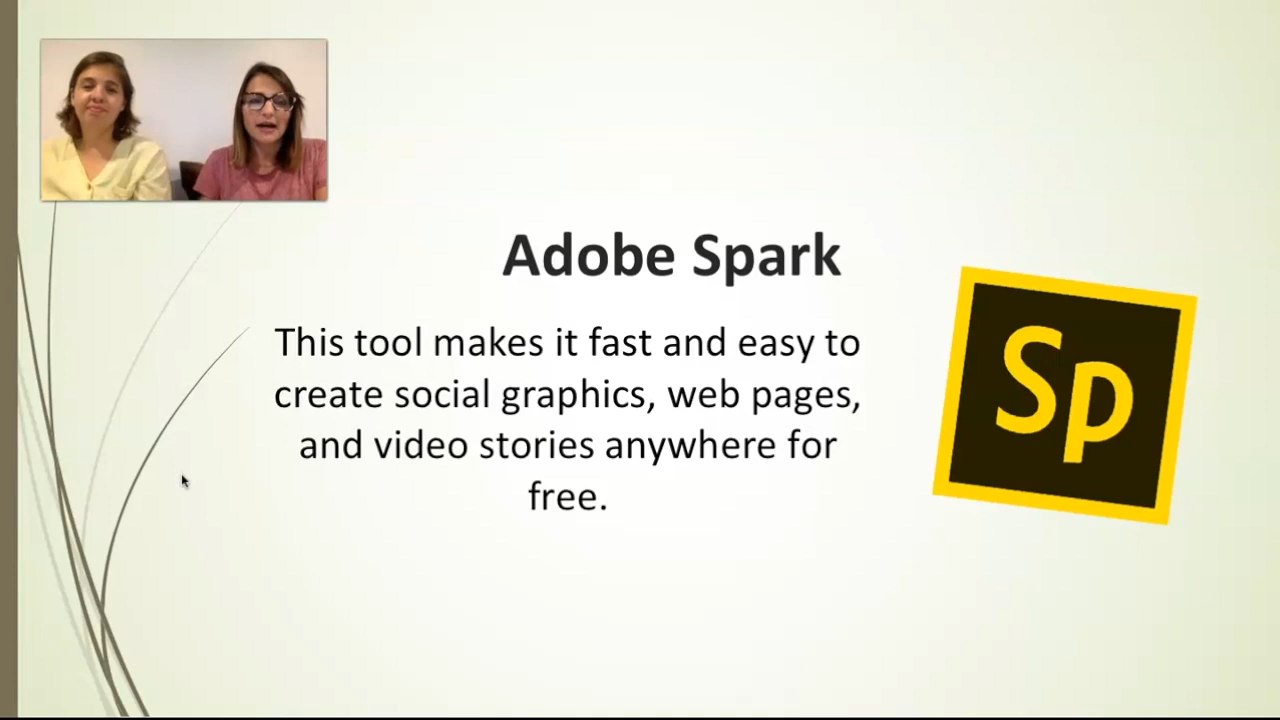 Adobe Spark
This tool makes it fast and easy to
create social graphics, web pages,
and video stories anywhere for
free.
Sp